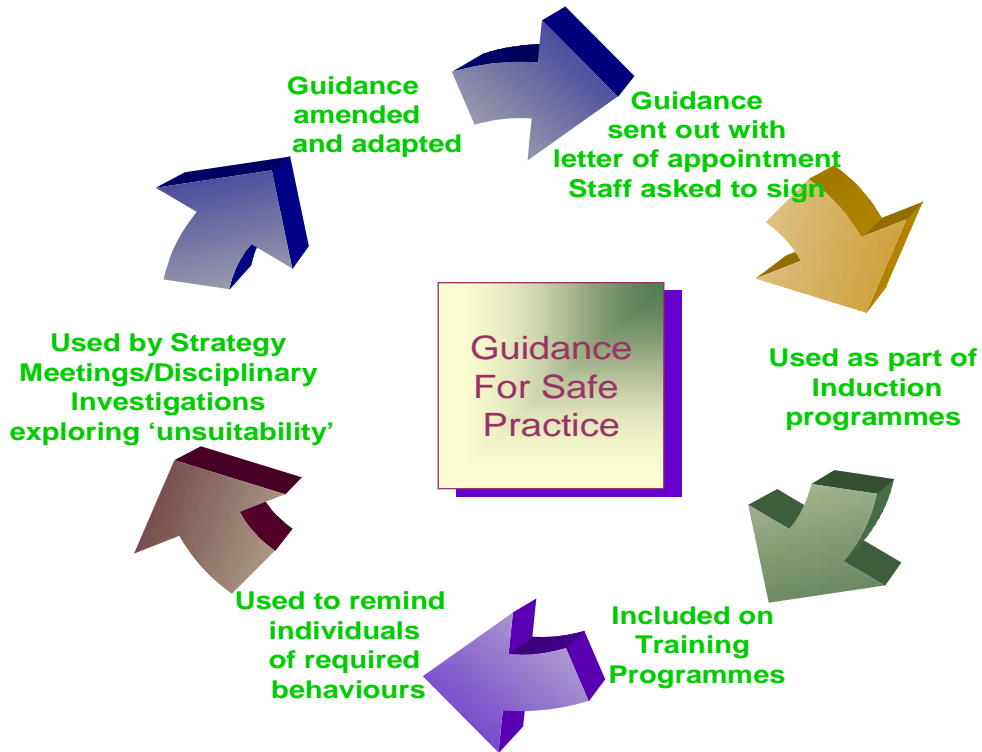 Guidance
amended
and adapted
Guidance
sent out with
letter of appointment
Staff asked to sign
Used as part of
Induction
programmes
Included on
Training
Programmes
Used to remind
individuals
of required
behaviours
Used by Strategy
Meetings/Disciplinary
Investigations
exploring ‘unsuitability’
Guidance
For Safe
Practice